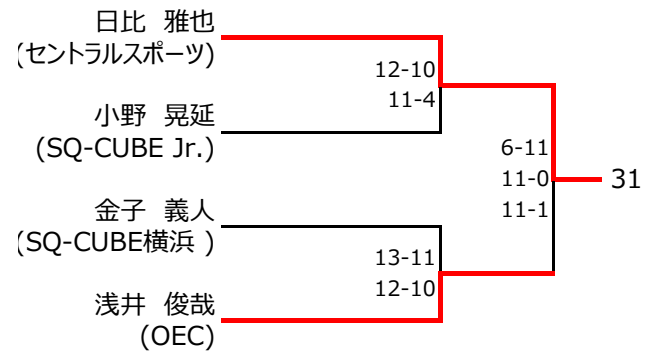 日比 雅也
(セントラルスポーツ)
12-10
11-4
小野 晃延
(SQ-CUBE Jr.)
6-11
11-0
11-1
31
金子 義人
(SQ-CUBE横浜 )
13-11
12-10
浅井 俊哉
(OEC)